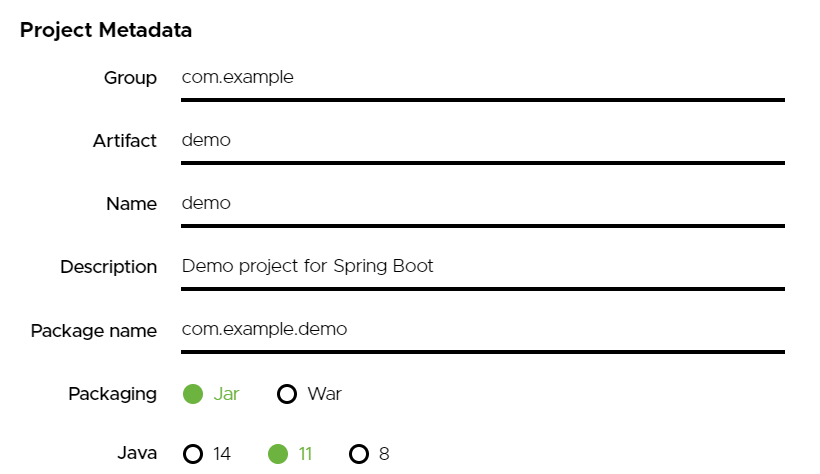 Project Metadata
Group com.example
Artifact demo
Name demo
Description Demo project for Spring Boot
Package name com.example.demo
Packaging Jar War
Java 14 11 8